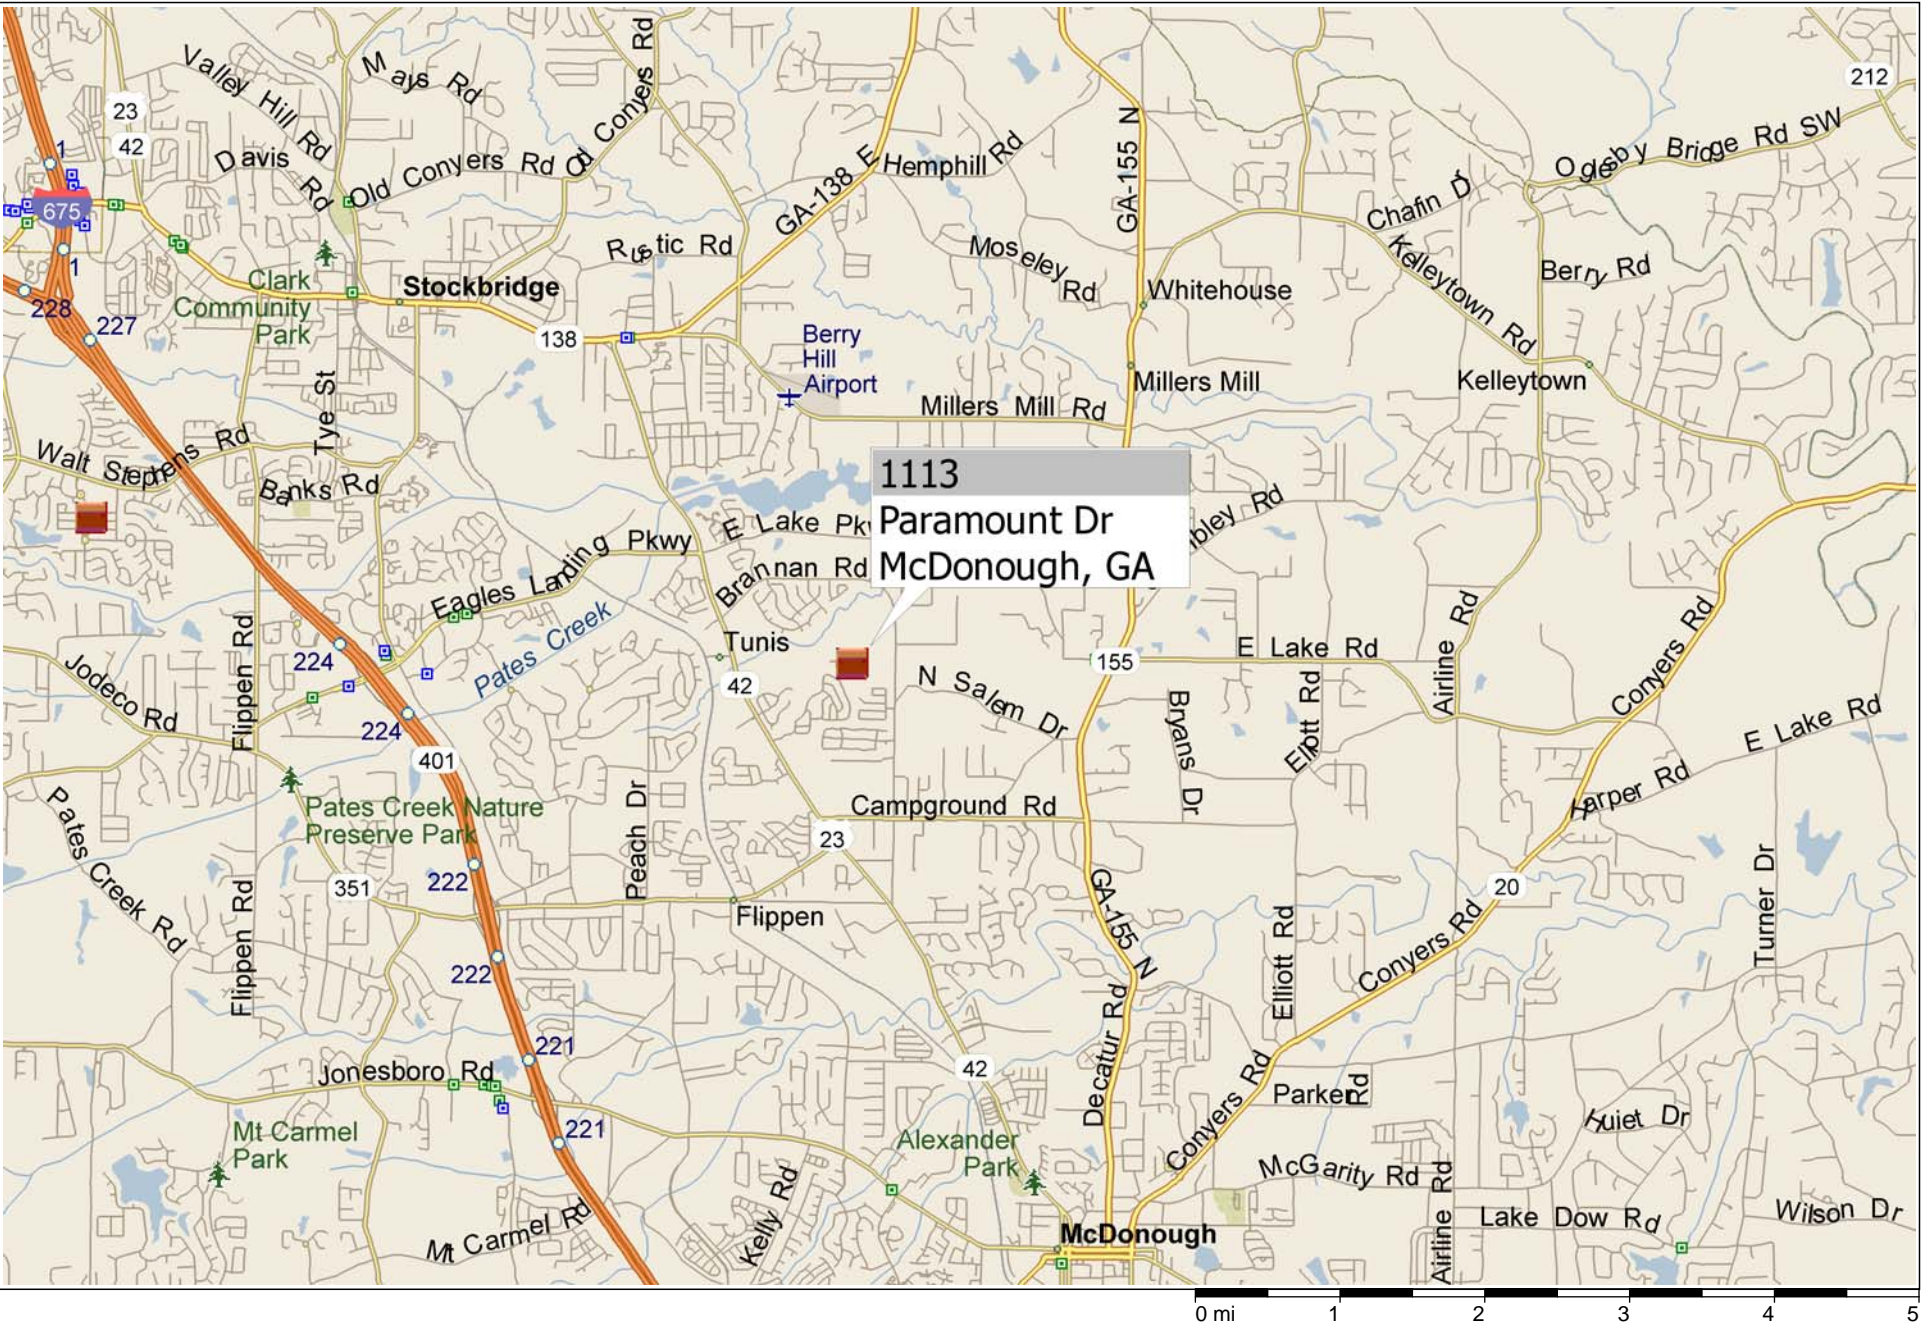 212
Valley Hill Rd
Mays Rd
Old Conyers Rd
23
42
1
Davis Rd
Old Conyers Rd
GA-138 E
Hemphill Rd
GA-155 N
Oglesby Bridge Rd SW
Chafin Dr
675
1
Rustic Rd
Moseley Rd
Kelleytown Rd
Berry Rd
Clark
Community
Park
Stockbridge
Whitehouse
228
227
138
Berry
Hill
Airport
Millers Mill
Kelleytown
Tye St
Millers Mill Rd
Walt Stephens Rd
Banks Rd
1113
Paramount Dr
McDonough, GA
E Lake Pkw
Brannan Rd
mbley Rd
Eagles Landing Pkwy
Pates Creek
Flippen Rd
Tunis
224
155
E Lake Rd
Airline Rd
Conyers Rd
Jodeco Rd
42
N Salem Dr
Bryans Dr
Elliott Rd
E Lake Rd
224
401
Pates Creek Nature
Preserve Park
Peach Dr
Campground Rd
Harper Rd
23
Pates Creek Rd
351
222
Flippen Rd
Flippen
GA-155 N
20
Turner Dr
222
Elliott Rd
Conyers Rd
Decatur Rd
221
Jonesboro Rd
42
Conyers Rd
Parker Rd
Huiet Dr
Mt Carmel
Park
221
Alexander
Park
McGarity Rd
Airline Rd
Mt Carmel Rd
Kelly Rd
McDonough
Lake Dow Rd
Wilson Dr
0 mi 1 2 3 4 5